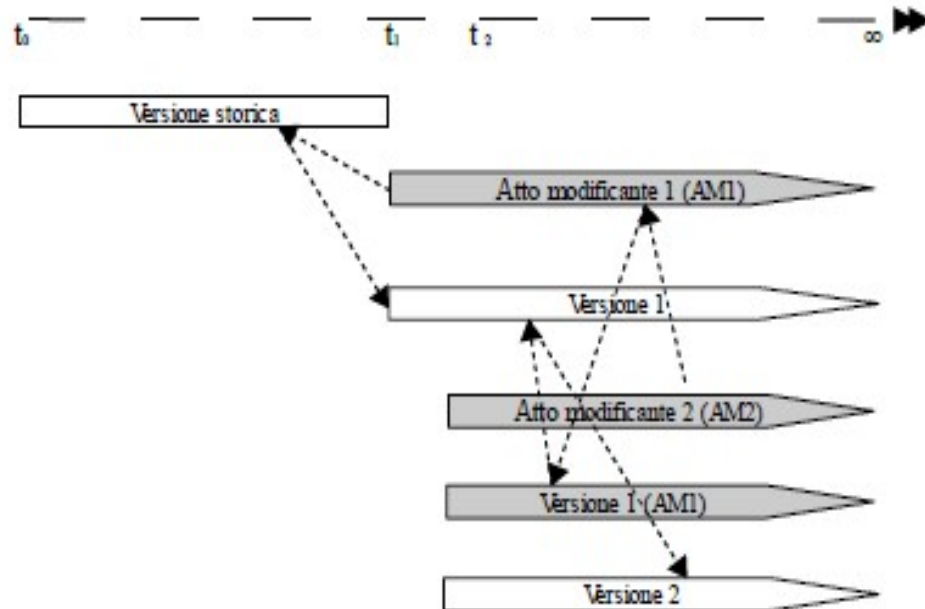 t₀ t₁ t₂ ∞
Versione storica
Atto modificante 1 (AM1)
Versione 1
Atto modificante 2 (AM2)
Versione 1 (AM1)
Versione 2